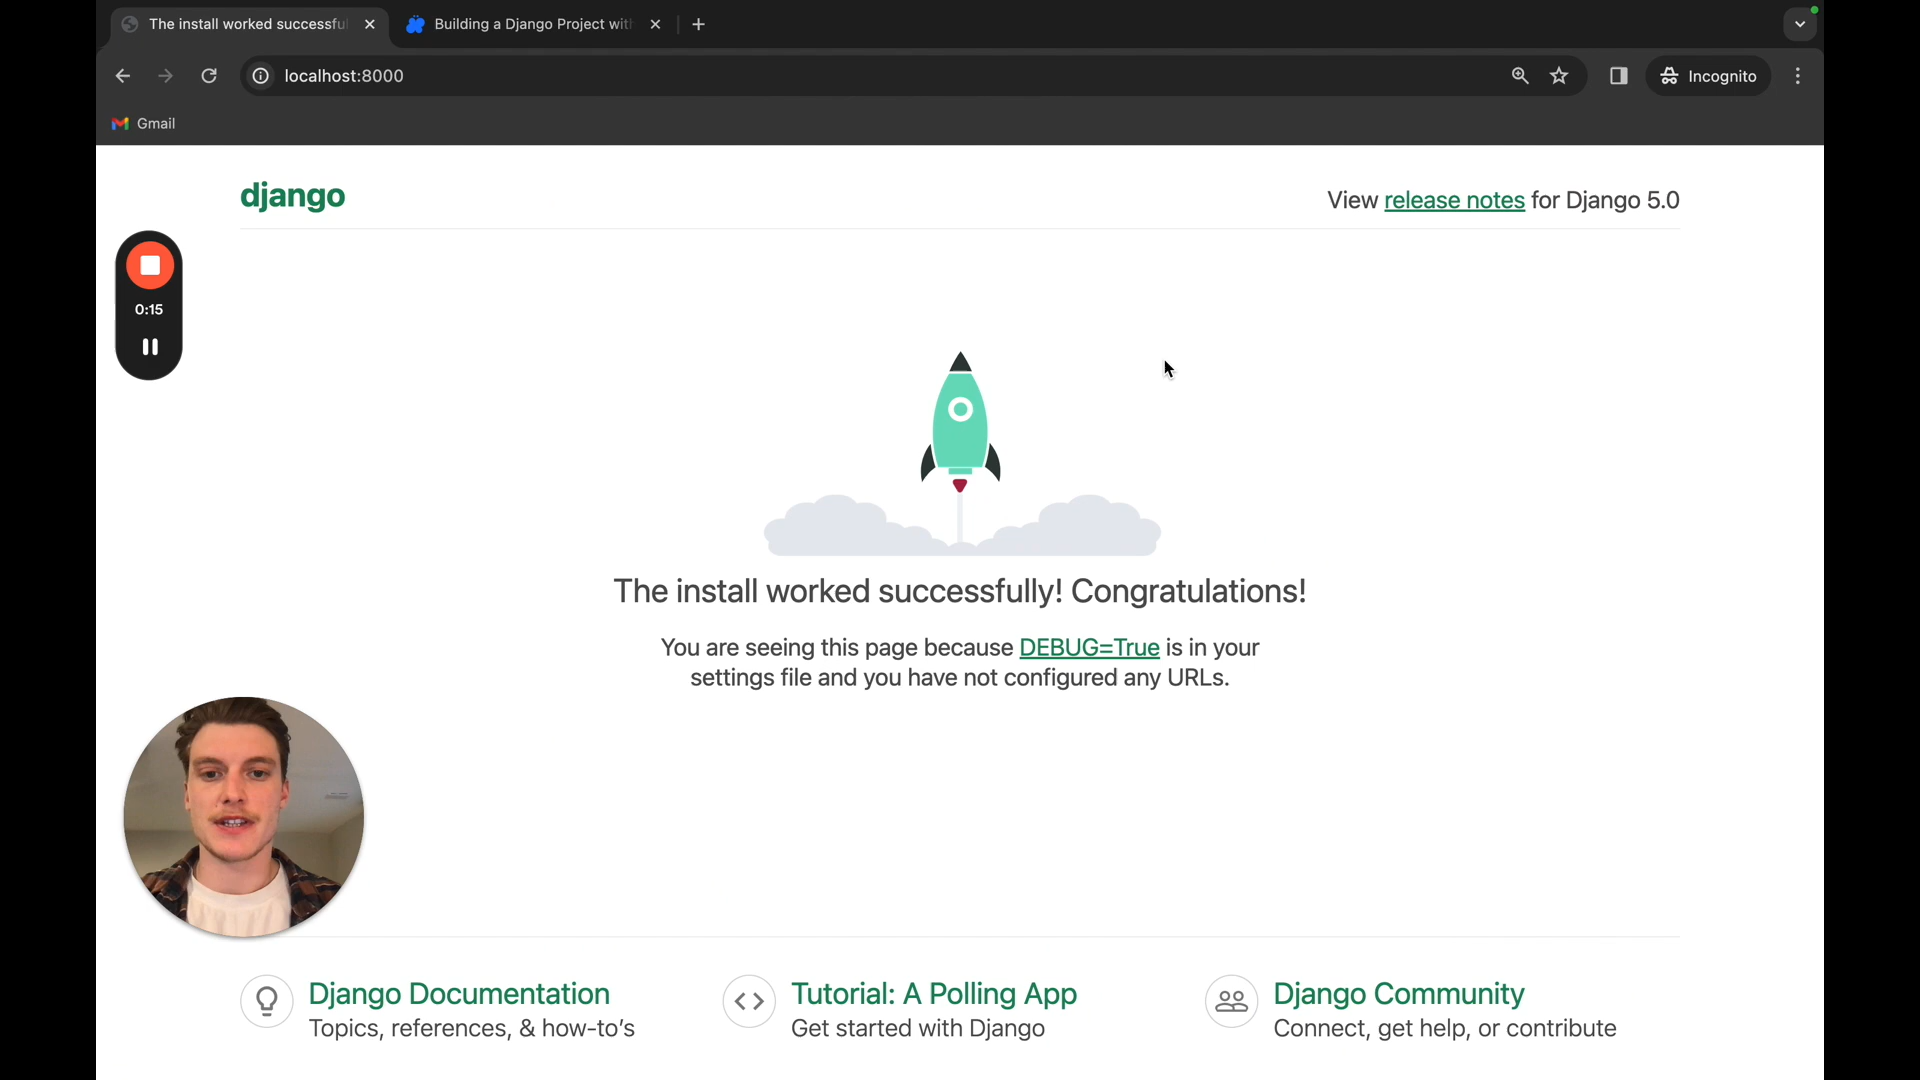 The install worked successfu
Building a Django Project with
localhost:8000
Incognito
Gmail
django
View release notes for Django 5.0
0:15
The install worked successfully! Congratulations!
You are seeing this page because DEBUG=True is in your
settings file and you have not configured any URLs.
Django Documentation
Topics, references, & how-to's
Tutorial: A Polling App
Get started with Django
Django Community
Connect, get help, or contribute